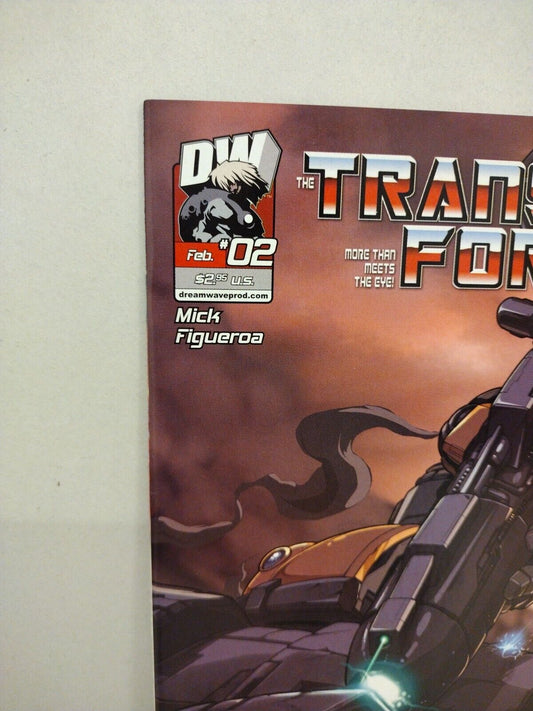 DW
Feb. #02
$2.95 U.S.
dreamwaveprod.com
Mick
Figueroa
THE TRANS
FOR
MORE THAN
MEETS
THE EYE!